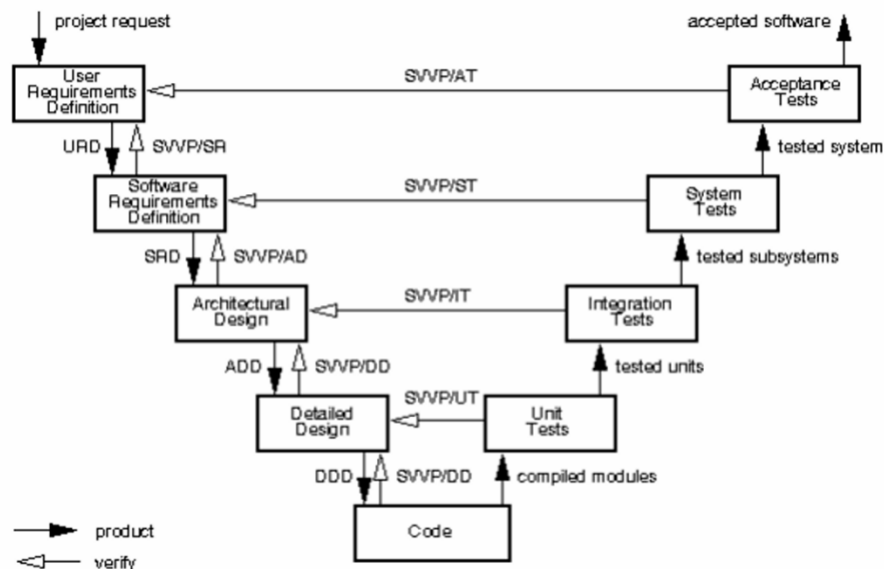 project request
accepted software
User
Requirements
Definition
SVVP/AT
Acceptance
Tests
URD
SVVP/SR
tested system
Software
Requirements
Definition
SVVP/ST
System
Tests
SRD
SVVP/AD
tested subsystems
Architectural
Design
SVVP/IT
Integration
Tests
ADD
SVVP/DD
tested units
Detailed
Design
SVVP/UT
Unit
Tests
DDD
SVVP/DD
compiled modules
Code
product
verify